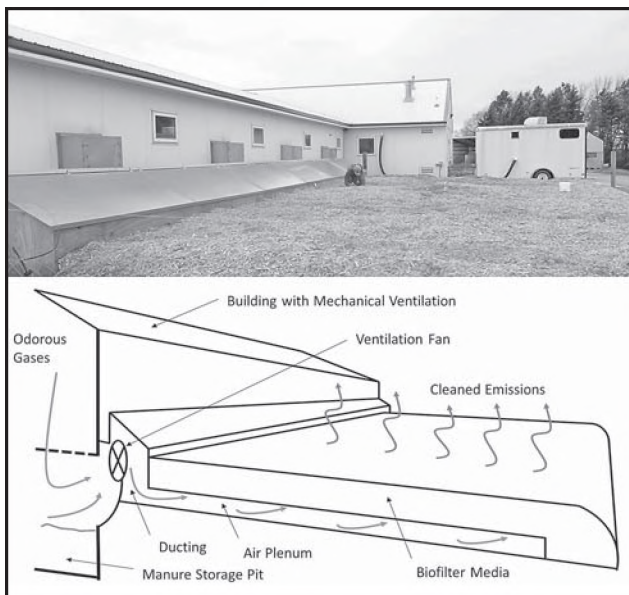 Building with Mechanical Ventilation
Odorous
Gases
Ventilation Fan
Cleaned Emissions
Ducting
Air Plenum
Manure Storage Pit
Biofilter Media